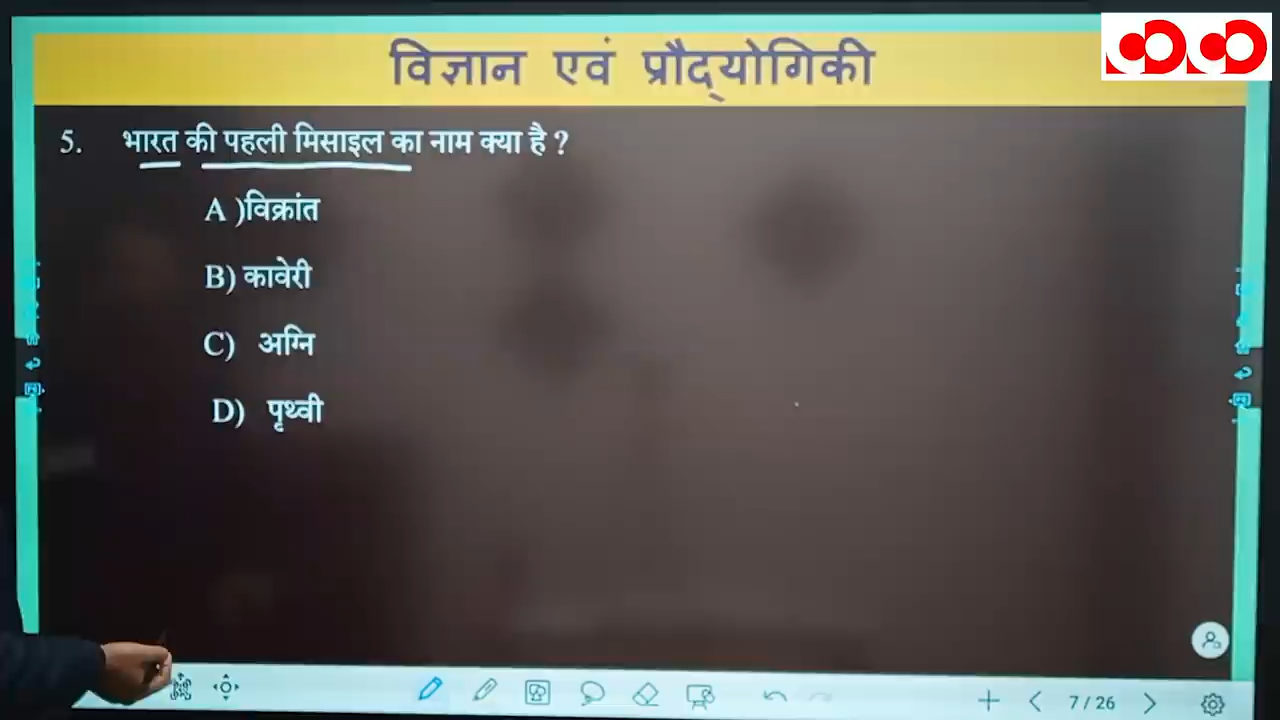 विज्ञान एवं प्रौद्योगिकी
5. भारत की पहली मिसाइल का नाम क्या है ?
A )विक्रांत
B) कावेरी
C) अग्नि
D) पृथ्वी
7 / 26